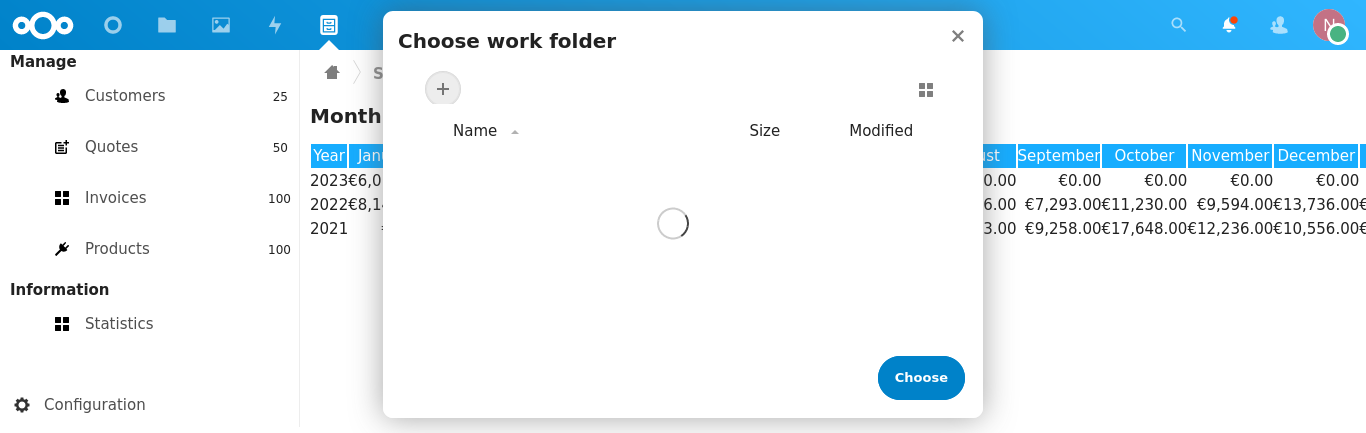 N
Manage
Customers 25
Quotes 50
Invoices 100
Products 100
Information
Statistics
Configuration
Choose work folder
Name Size Modified
Choose
Year September October November December
2023 €0.00 €0.00 €0.00 €0.00
2022 €7,293.00 €11,230.00 €9,594.00 €13,736.00
2021 €9,258.00 €17,648.00 €12,236.00 €10,556.00